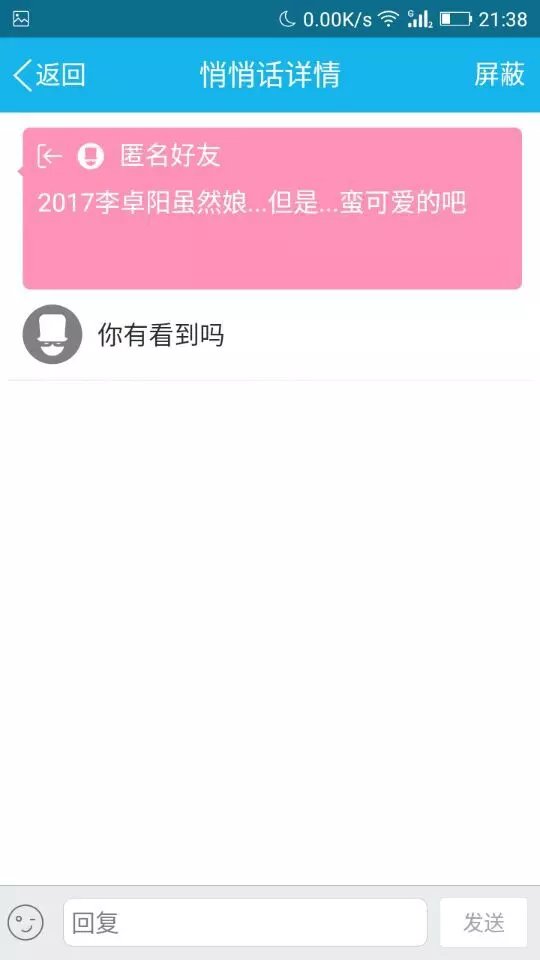 0.00K/s G 2 21:38
返回 悄悄话详情 屏蔽
匿名好友
2017李卓阳虽然娘...但是...蛮可爱的吧
你有看到吗
回复 发送